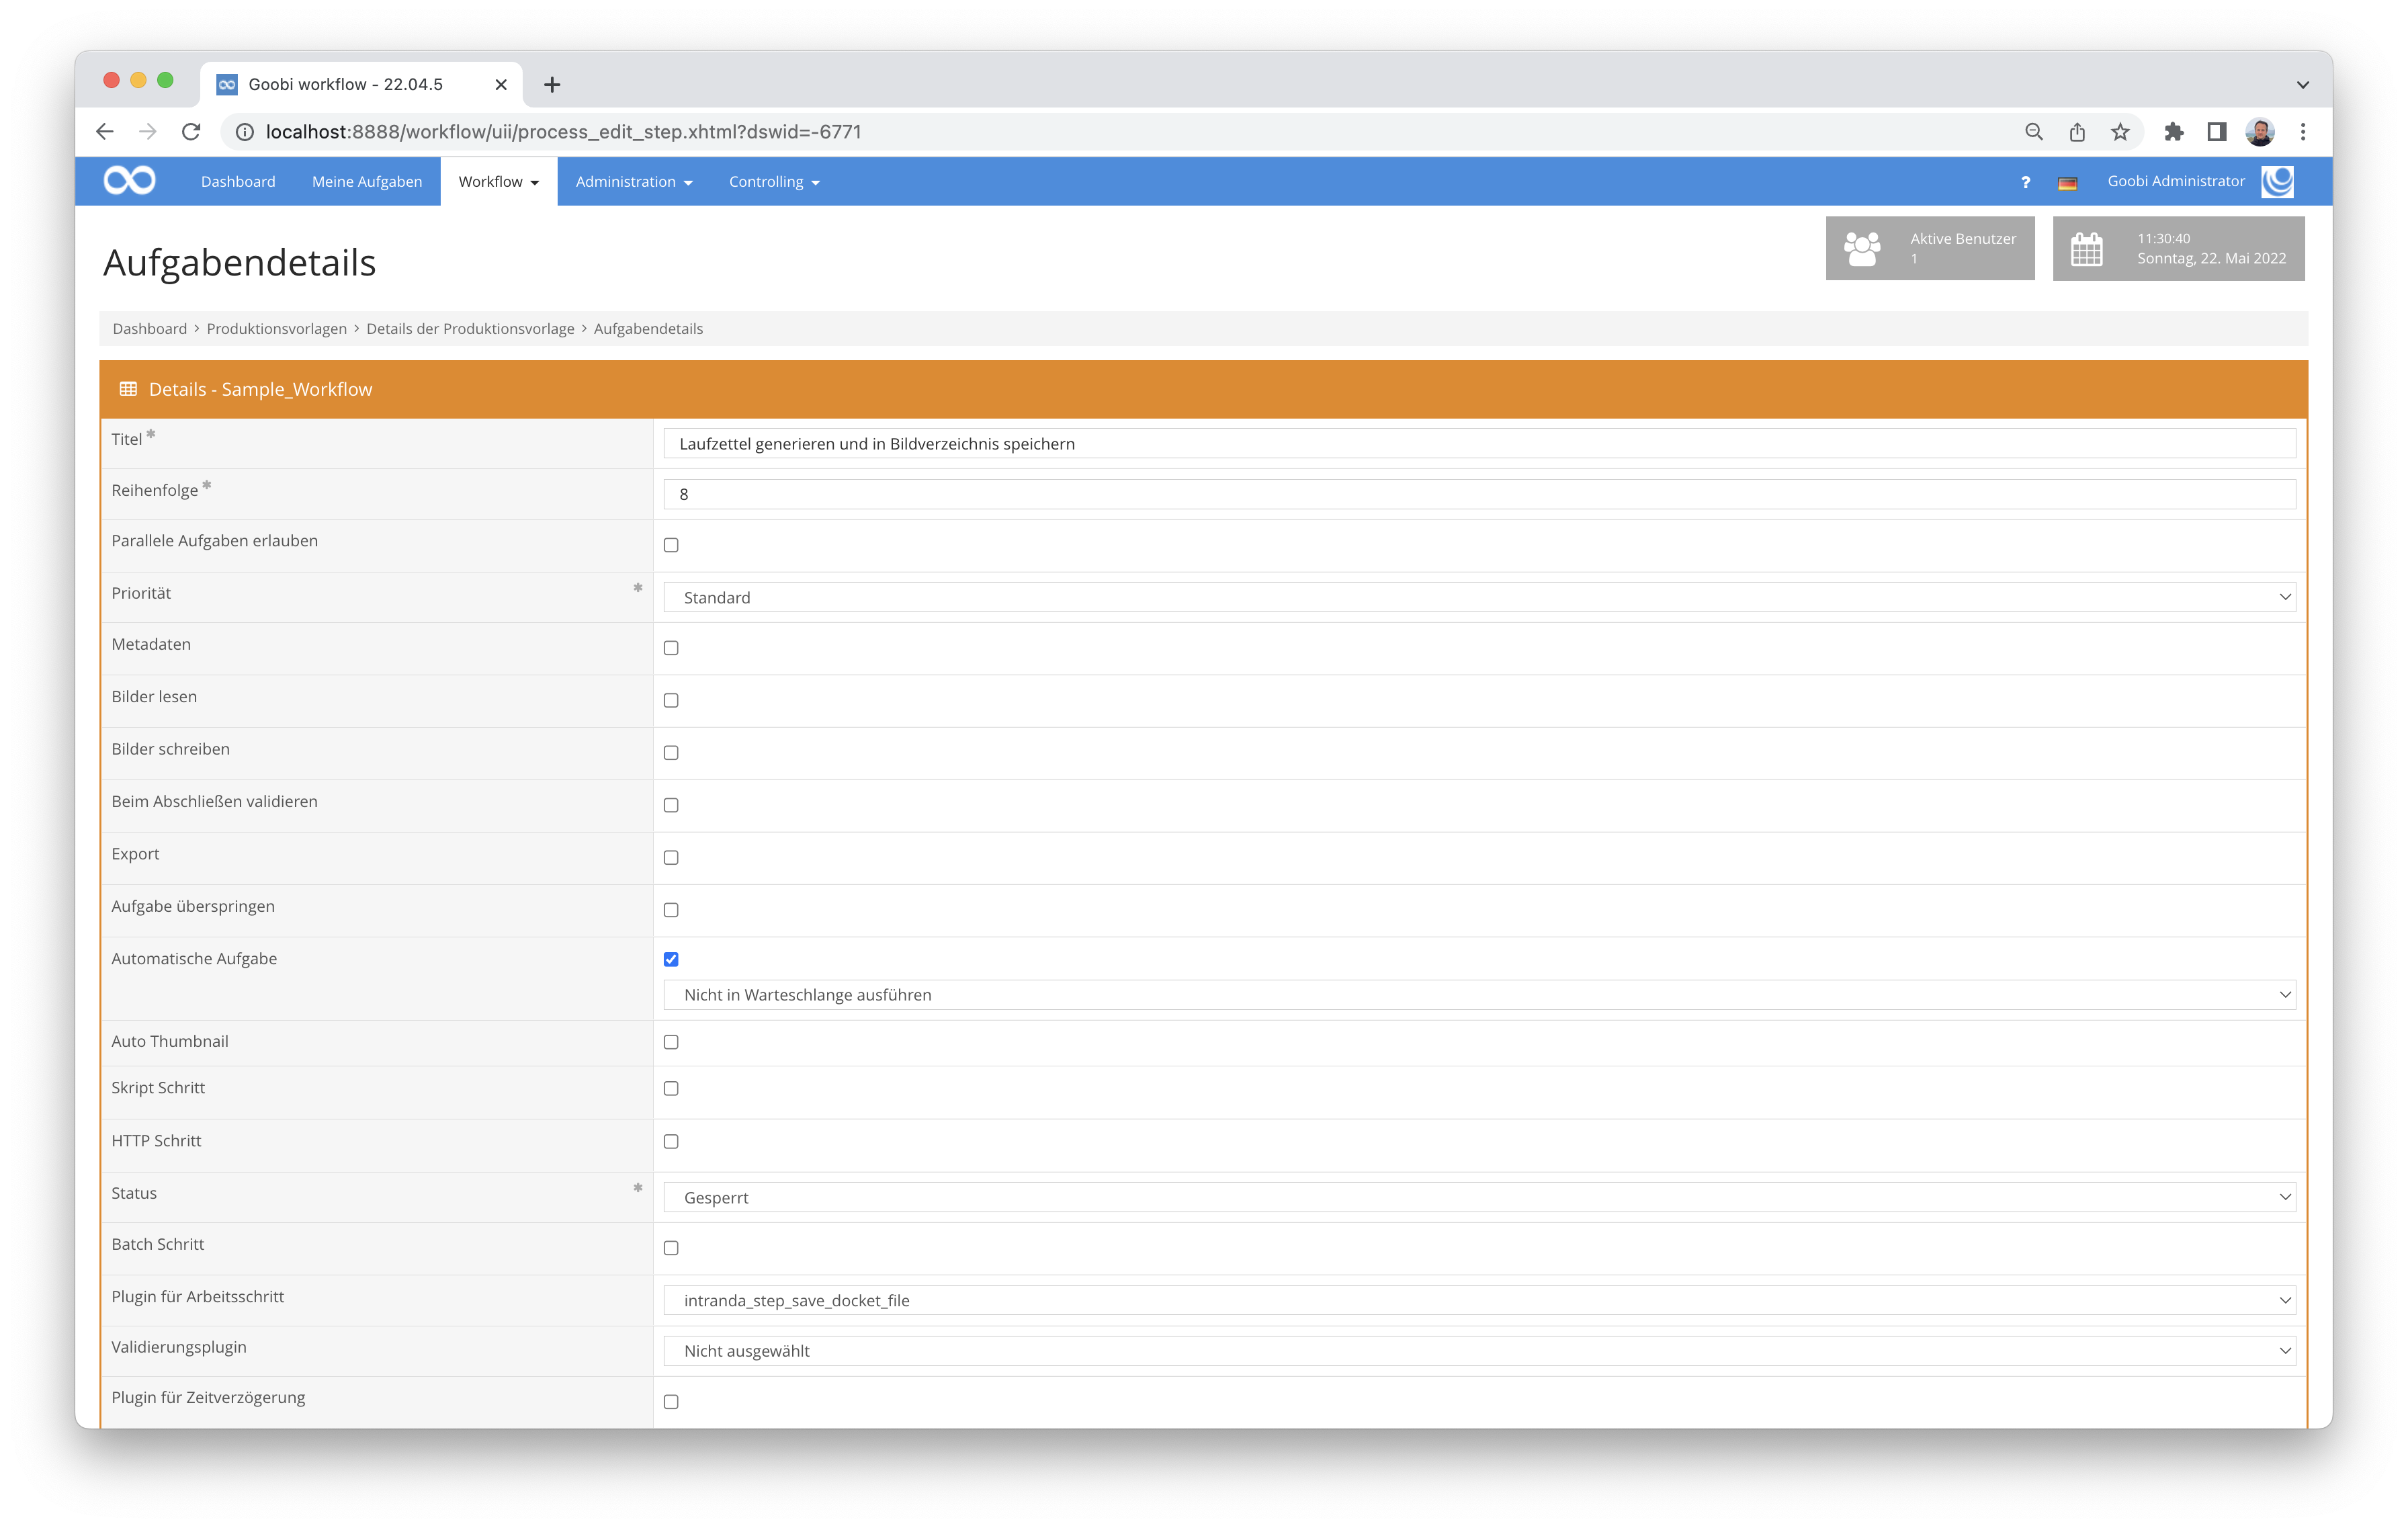 Goobi workflow - 22.04.5
localhost:8888/workflow/uii/process_edit_step.xhtml?dswid=-6771
Dashboard Meine Aufgaben Workflow Administration Controlling ? Goobi Administrator
Aufgabendetails
Aktive Benutzer
1
11:30:40
Sonntag, 22. Mai 2022
Dashboard > Produktionsvorlagen > Details der Produktionsvorlage > Aufgabendetails
Details - Sample_Workflow
Titel * Laufzettel generieren und in Bildverzeichnis speichern
Reihenfolge * 8
Parallele Aufgaben erlauben
Priorität * Standard
Metadaten
Bilder lesen
Bilder schreiben
Beim Abschließen validieren
Export
Aufgabe überspringen
Automatische Aufgabe
Nicht in Warteschlange ausführen
Auto Thumbnail
Skript Schritt
HTTP Schritt
Status * Gesperrt
Batch Schritt
Plugin für Arbeitsschritt intranda_step_save_docket_file
Validierungsplugin Nicht ausgewählt
Plugin für Zeitverzögerung